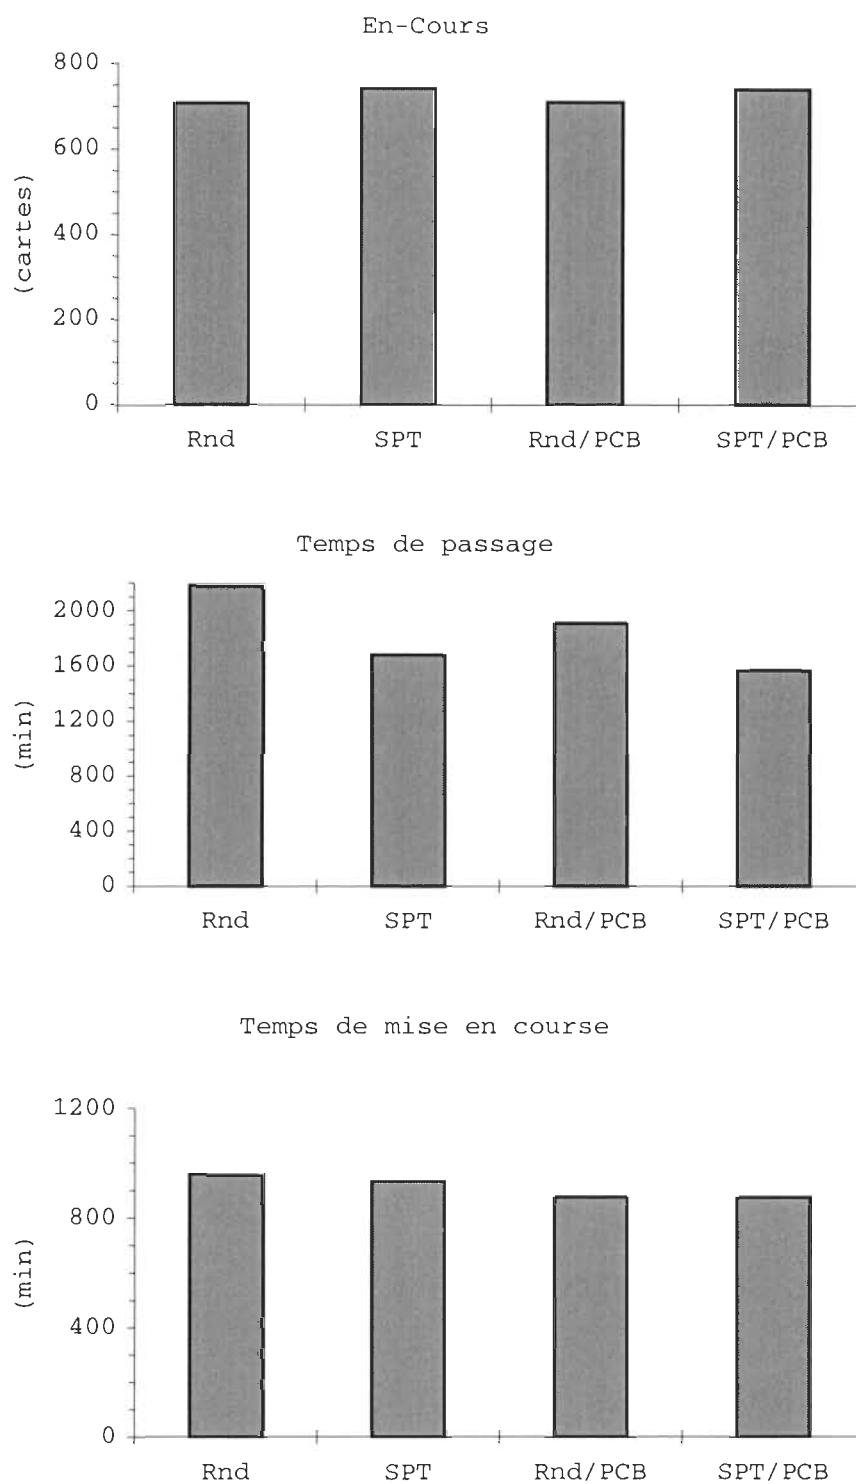 En-Cours
800
600
400
200
0
(cartes)
Rnd SPT Rnd/PCB SPT/PCB
Temps de passage
2000
1600
1200
800
400
0
(min)
Rnd SPT Rnd/PCB SPT/PCB
Temps de mise en course
1200
800
400
0
(min)
Rnd SPT Rnd/PCB SPT/PCB